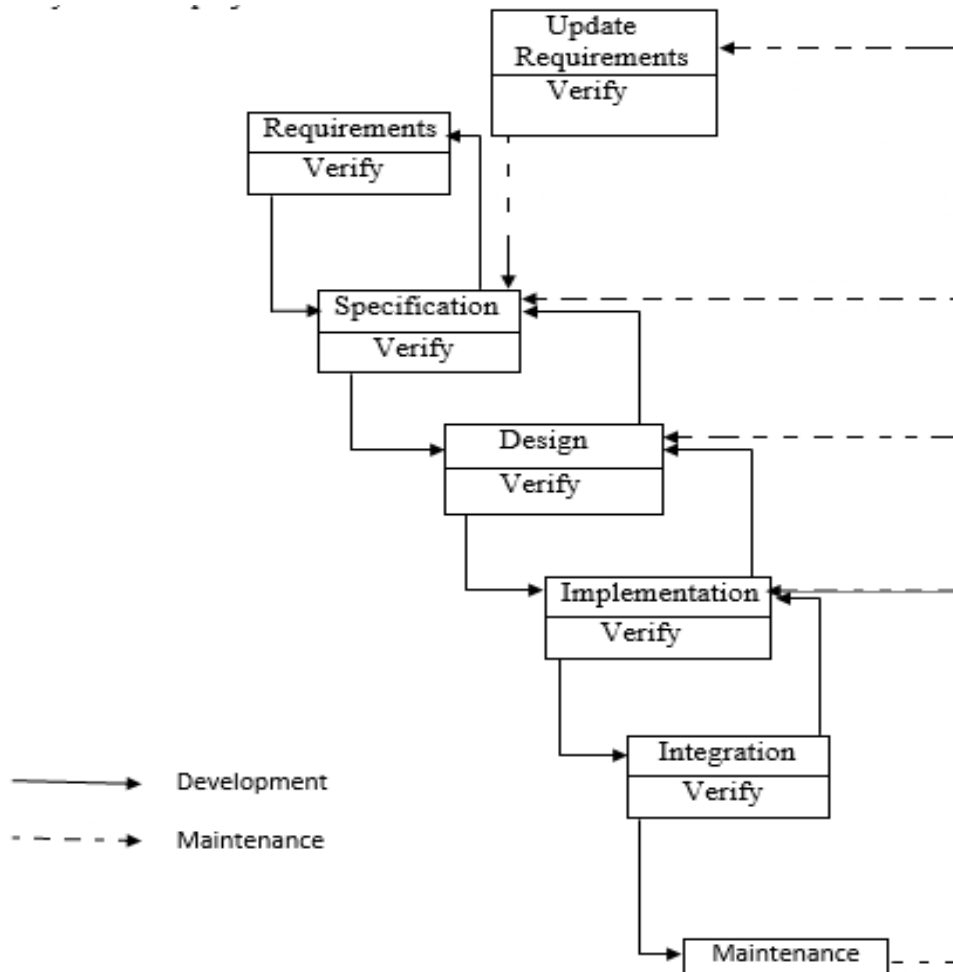 Update
Requirements
Verify
Requirements
Verify
Specification
Verify
Design
Verify
Implementation
Verify
Integration
Verify
Development
Maintenance
Maintenance